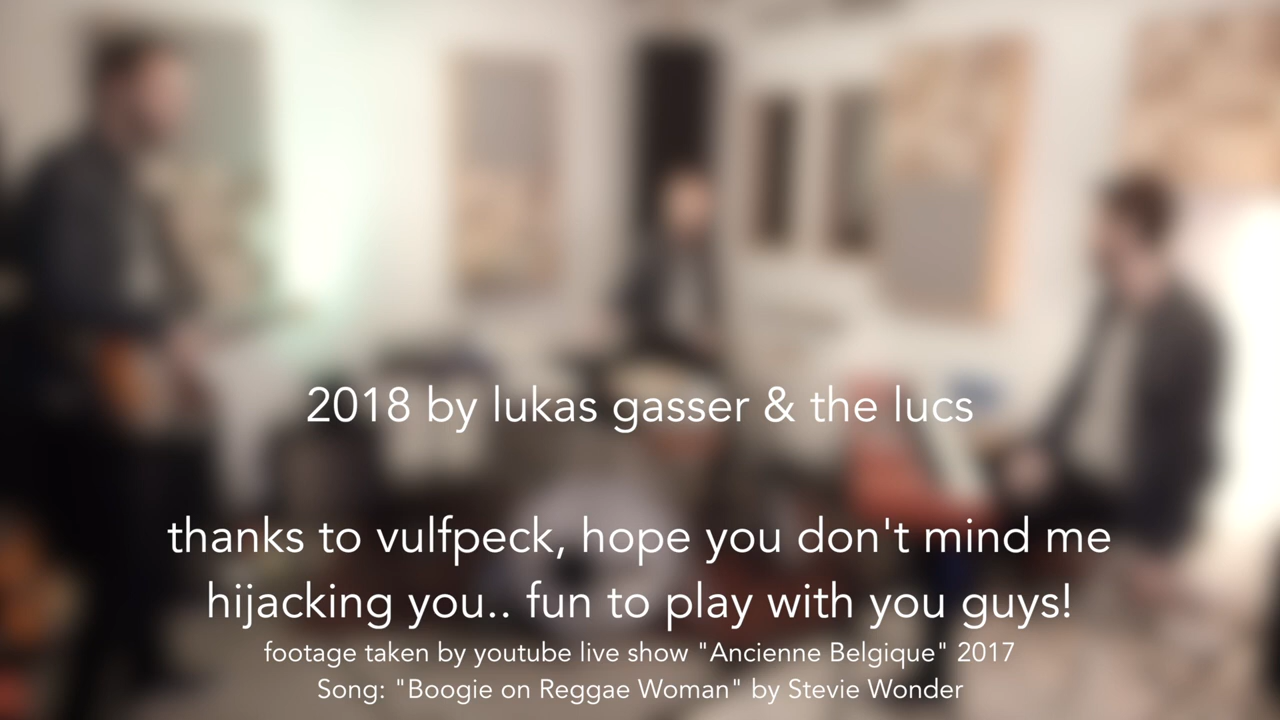 2018 by lukas gasser & the lucs
thanks to vulfpeck, hope you don't mind me
hijacking you.. fun to play with you guys!
footage taken by youtube live show "Ancienne Belgique" 2017
Song: "Boogie on Reggae Woman" by Stevie Wonder